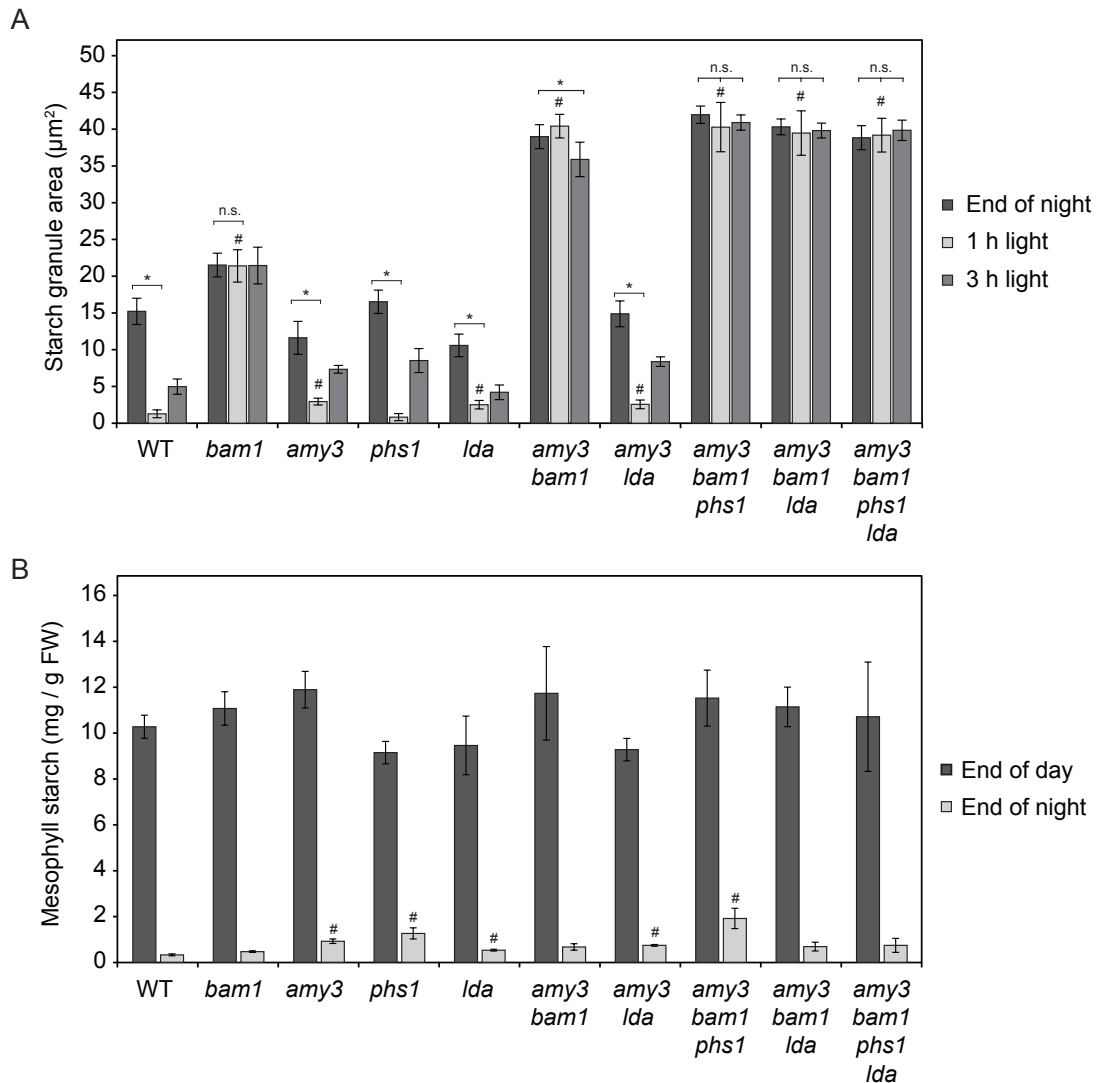 A
Starch granule area (µm²)
50
45
40
35
30
25
20
15
10
5
0
*
n.s.
#
*
#
*
*
#
*
#
*
#
n.s.
#
n.s.
#
n.s.
#
End of night
1 h light
3 h light
WT
bam1
amy3
phs1
lda
amy3
bam1
amy3
lda
amy3
bam1
phs1
amy3
bam1
lda
amy3
bam1
phs1
lda
B
Mesophyll starch (mg / g FW)
16
14
12
10
8
6
4
2
0
#
#
#
#
#
End of day
End of night
WT
bam1
amy3
phs1
lda
amy3
bam1
amy3
lda
amy3
bam1
phs1
amy3
bam1
lda
amy3
bam1
phs1
lda